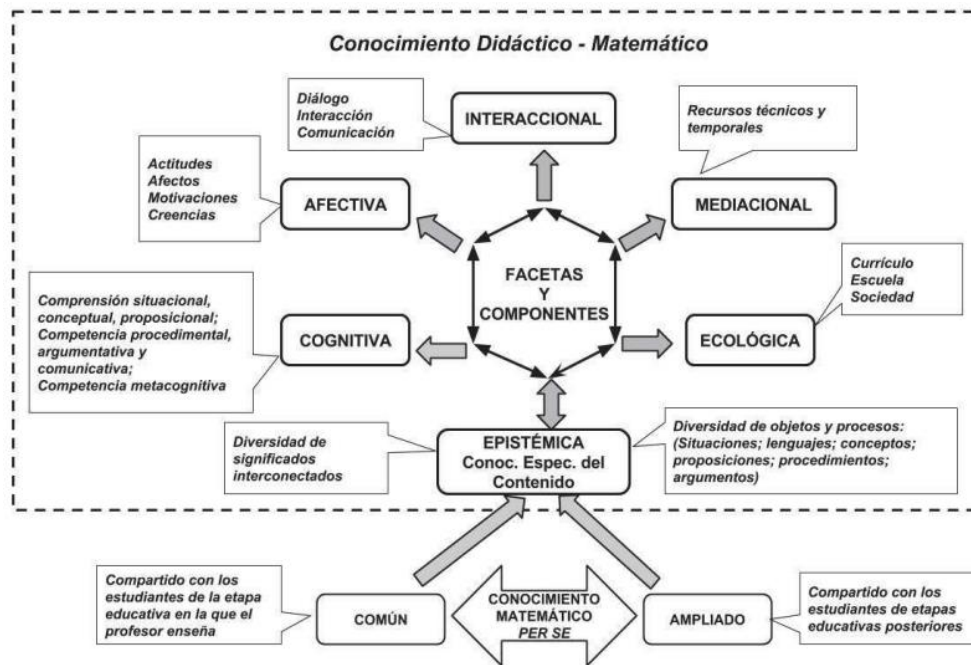 Conocimiento Didáctico - Matemático
Diálogo
Interacción
Comunicación
INTERACCIONAL
Recursos técnicos y
temporales
Actitudes
Afectos
Motivaciones
Creencias
AFECTIVA
MEDIACIONAL
FACETAS
Y
COMPONENTES
Currículo
Escuela
Sociedad
Comprensión situacional,
conceptual, proposicional;
Competencia procedimental,
argumentativa y
comunicativa;
Competencia metacognitiva
COGNITIVA
ECOLÓGICA
Diversidad de
significados
interconectados
EPISTÉMICA
Conoc. Espec. del
Contenido
Diversidad de objetos y procesos:
(Situaciones; lenguajes; conceptos;
proposiciones; procedimientos;
argumentos)
Compartido con los
estudiantes de la etapa
educativa en la que el
profesor enseña
COMÚN
CONOCIMIENTO
MATEMÁTICO
PER SE
AMPLIADO
Compartido con los
estudiantes de etapas
educativas posteriores